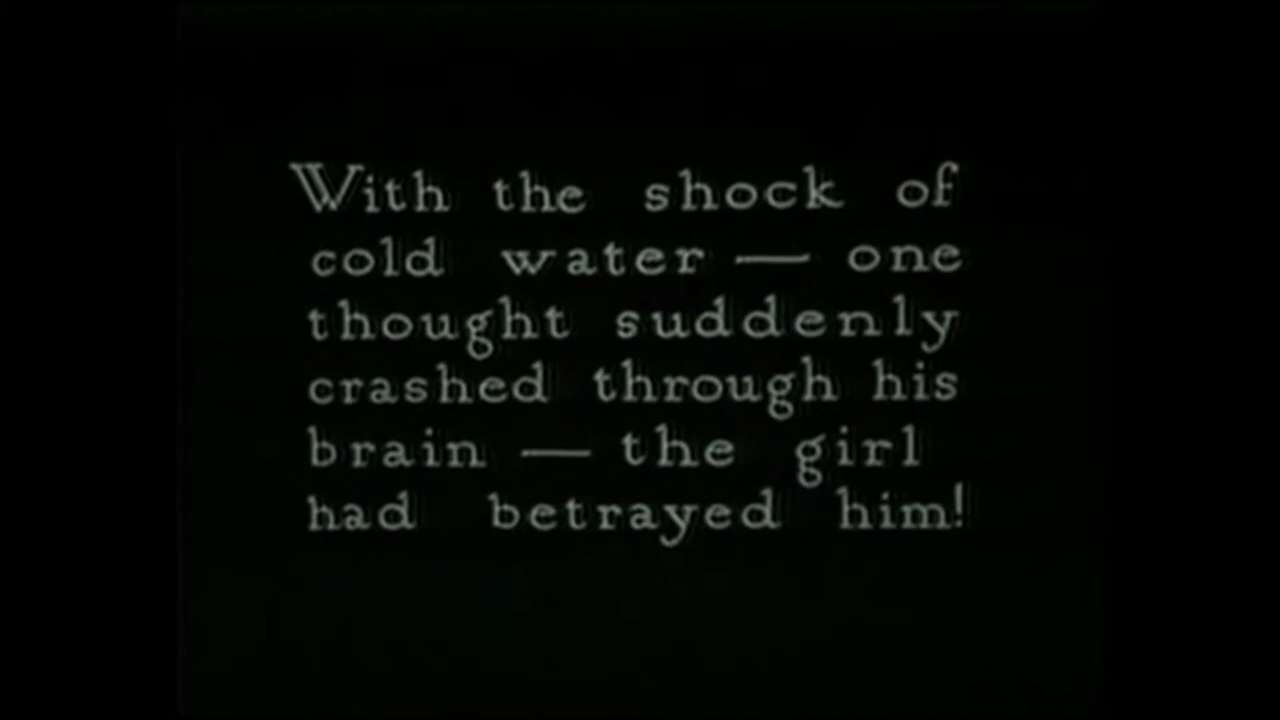 With the shock of
cold water — one
thought suddenly
crashed through his
brain — the girl
had betrayed him!